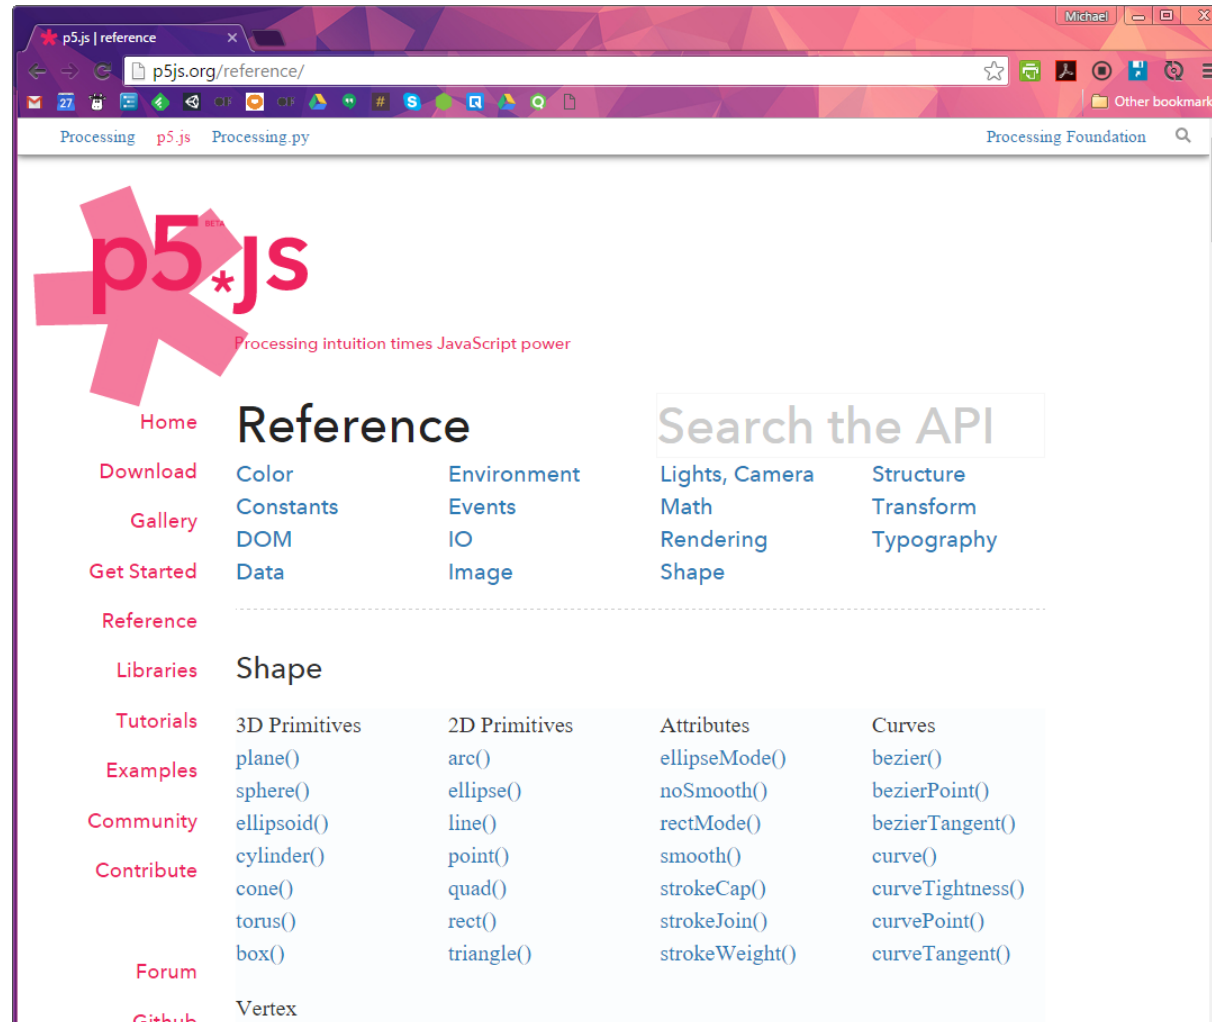 Michael
p5.js | reference
p5js.org/reference/
27
Other bookmark
Processing p5.js Processing.py Processing Foundation
BETA
p5*js
Processing intuition times JavaScript power
Home
Download
Gallery
Get Started
Reference
Libraries
Tutorials
Examples
Community
Contribute
Forum
Github
Reference Search the API
Color Environment Lights, Camera Structure
Constants Events Math Transform
DOM IO Rendering Typography
Data Image Shape
Shape
3D Primitives 2D Primitives Attributes Curves
plane() arc() ellipseMode() bezier()
sphere() ellipse() noSmooth() bezierPoint()
ellipsoid() line() rectMode() bezierTangent()
cylinder() point() smooth() curve()
cone() quad() strokeCap() curveTightness()
torus() rect() strokeJoin() curvePoint()
box() triangle() strokeWeight() curveTangent()
Vertex